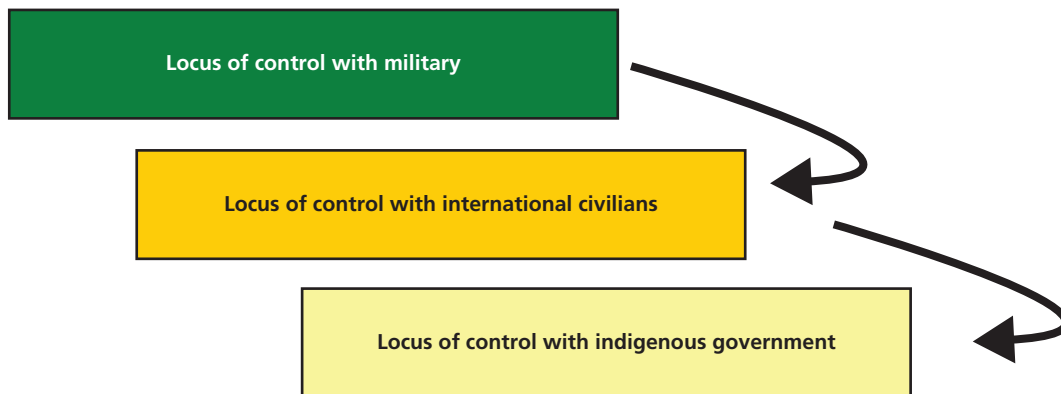 Locus of control with military
Locus of control with international civilians
Locus of control with indigenous government